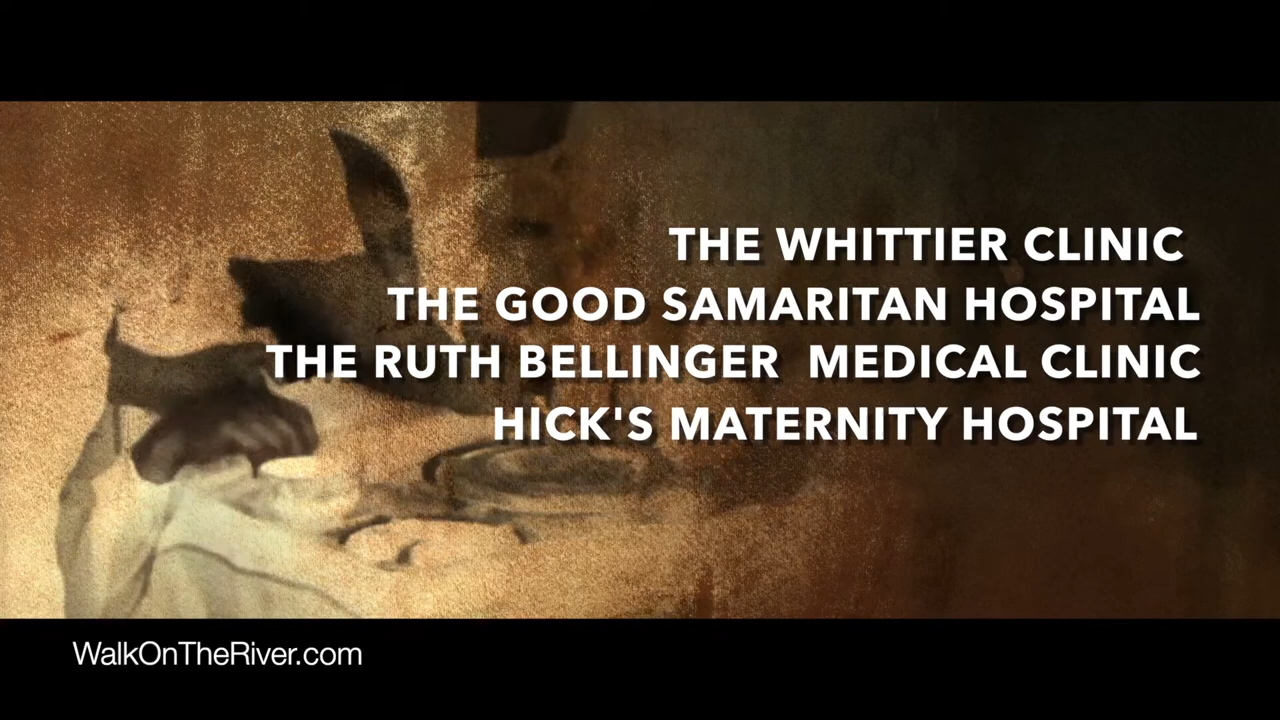 THE WHITTIER CLINIC
THE GOOD SAMARITAN HOSPITAL
THE RUTH BELLINGER MEDICAL CLINIC
HICK'S MATERNITY HOSPITAL
WalkOnTheRiver.com